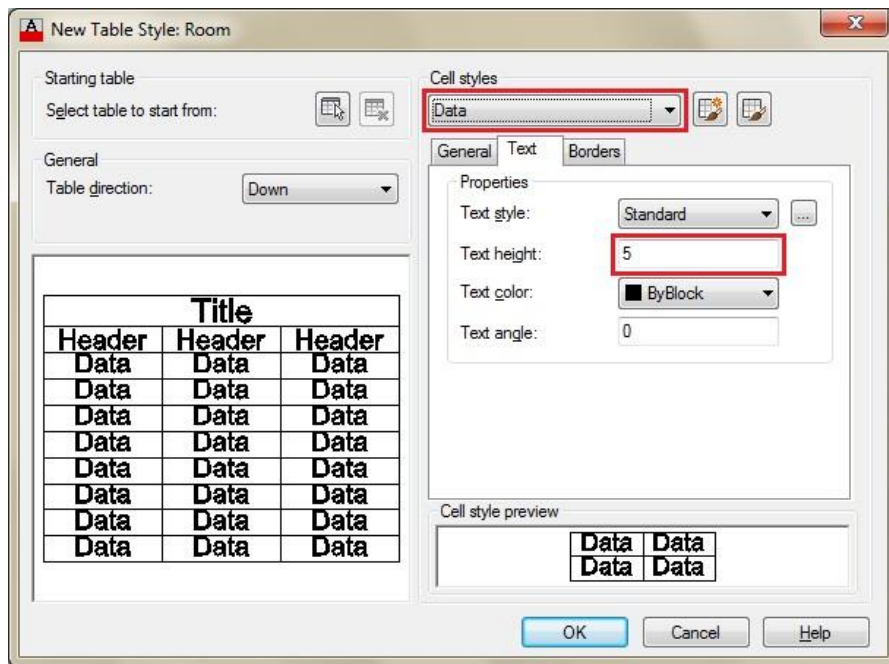 A New Table Style: Room
X
Starting table
Select table to start from:
General
Table direction: Down
Title
Header Header Header
Data Data Data
Data Data Data
Data Data Data
Data Data Data
Data Data Data
Data Data Data
Data Data Data
Data Data Data
Cell styles
Data
General Text Borders
Properties
Text style: Standard ...
Text height: 5
Text color: ByBlock
Text angle: 0
Cell style preview
Data Data
Data Data
OK Cancel Help